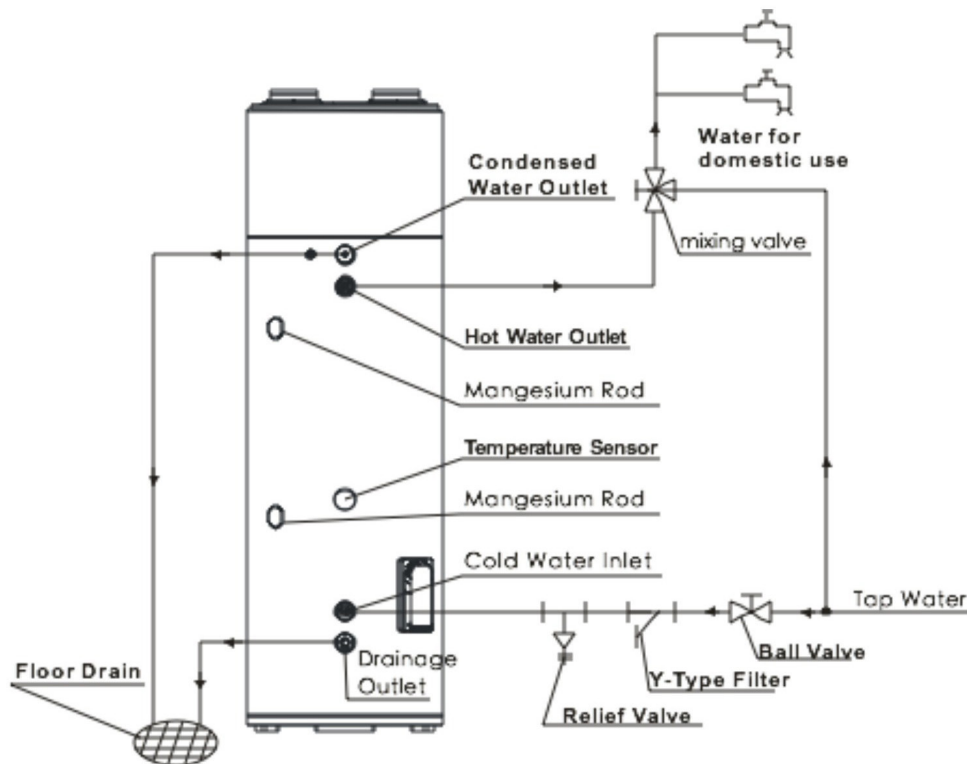 Water for
domestic use
Condensed
Water Outlet
mixing valve
Hot Water Outlet
Mangesium Rod
Temperature Sensor
Mangesium Rod
Cold Water Inlet
Tap Water
Drainage
Outlet
Ball Valve
Floor Drain
Y-Type Filter
Relief Valve